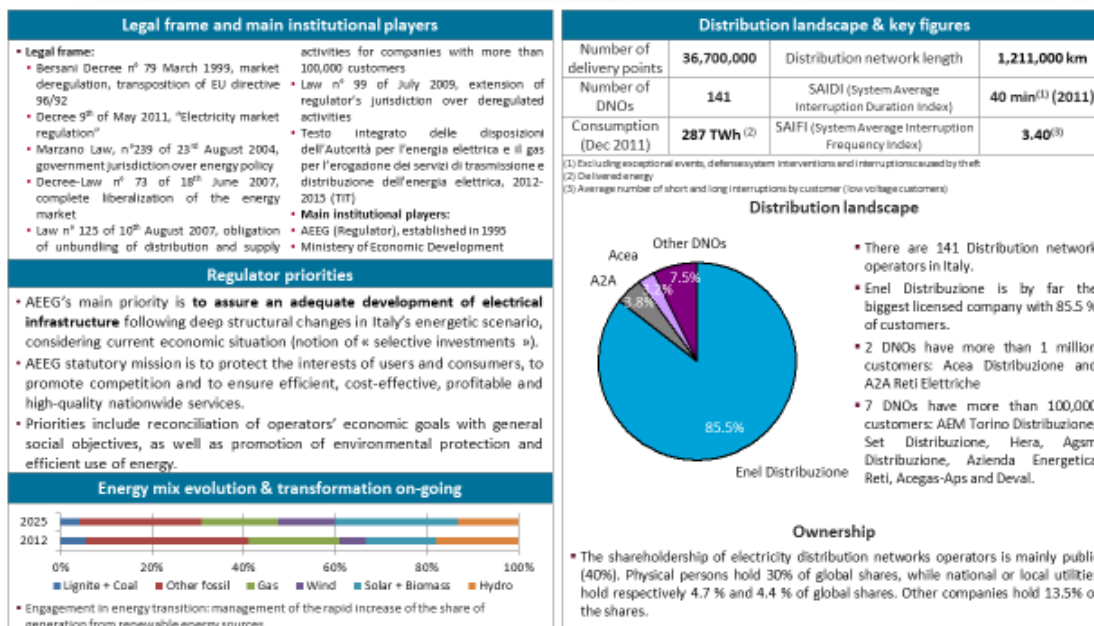 Legal frame and main institutional players
▪ Legal frame:
▪ Bersani Decree n° 79 March 1999, market
deregulation, transposition of EU directive
96/92
▪ Decree 9th of May 2011, "Electricity market
regulation"
▪ Marzano Law, n°239 of 23rd August 2004,
government jurisdiction over energy policy
▪ Decree-Law n° 73 of 18th June 2007,
complete liberalization of the energy
market
▪ Law n° 125 of 10th August 2007, obligation
of unbundling of distribution and supply
activities for companies with more than
100,000 customers
▪ Law n° 99 of July 2009, extension of
regulator's jurisdiction over deregulated
activities
▪ Testo integrato delle disposizioni
dell'Autorità per l'energia elettrica e il gas
per l'erogazione dei servizi di trasmissione e
distribuzione dell'energia elettrica, 2012-
2015 (TIT)
▪ Main institutional players:
▪ AEEG (Regulator), established in 1995
▪ Ministry of Economic Development
Regulator priorities
▪ AEEG's main priority is to assure an adequate development of electrical
infrastructure following deep structural changes in Italy's energetic scenario,
considering current economic situation (notion of « selective investments »).
▪ AEEG statutory mission is to protect the interests of users and consumers, to
promote competition and to ensure efficient, cost-effective, profitable and
high-quality nationwide services.
▪ Priorities include reconciliation of operators' economic goals with general
social objectives, as well as promotion of environmental protection and
efficient use of energy.
Energy mix evolution & transformation on-going
2025
2012
0% 20% 40% 60% 80% 100%
Lignite + Coal Other fossil Gas Wind Solar + Biomass Hydro
▪ Engagement in energy transition: management of the rapid increase of the share of
generation from renewable energy sources
Distribution landscape & key figures
Number of delivery points 36,700,000 Distribution network length 1,211,000 km
Number of DNOs 141 SAIDI (System Average Interruption Duration Index) 40 min(1) (2011)
Consumption (Dec 2011) 287 TWh (2) SAIFI (System Average Interruption Frequency Index) 3.40(3)
(1) Excluding exceptional events, defense system interventions and interruptions caused by theft
(2) Delivered energy
(3) Average number of short and long interruptions by customer (low voltage customers)
Distribution landscape
Other DNOs
Acea
A2A
7.5%
3.8%
85.5%
Enel Distribuzione
▪ There are 141 Distribution network
operators in Italy.
▪ Enel Distribuzione is by far the
biggest licensed company with 85.5 %
of customers.
▪ 2 DNOs have more than 1 million
customers: Acea Distribuzione and
A2A Reti Elettriche
▪ 7 DNOs have more than 100,000
customers: AEM Torino Distribuzione,
Set Distribuzione, Hera, Agsm
Distribuzione, Azienda Energetica
Reti, Acegas-Aps and Deval.
Ownership
▪ The shareholdership of electricity distribution networks operators is mainly public
(40%). Physical persons hold 30% of global shares, while national or local utilities
hold respectively 4.7 % and 4.4 % of global shares. Other companies hold 13.5% of
the shares.